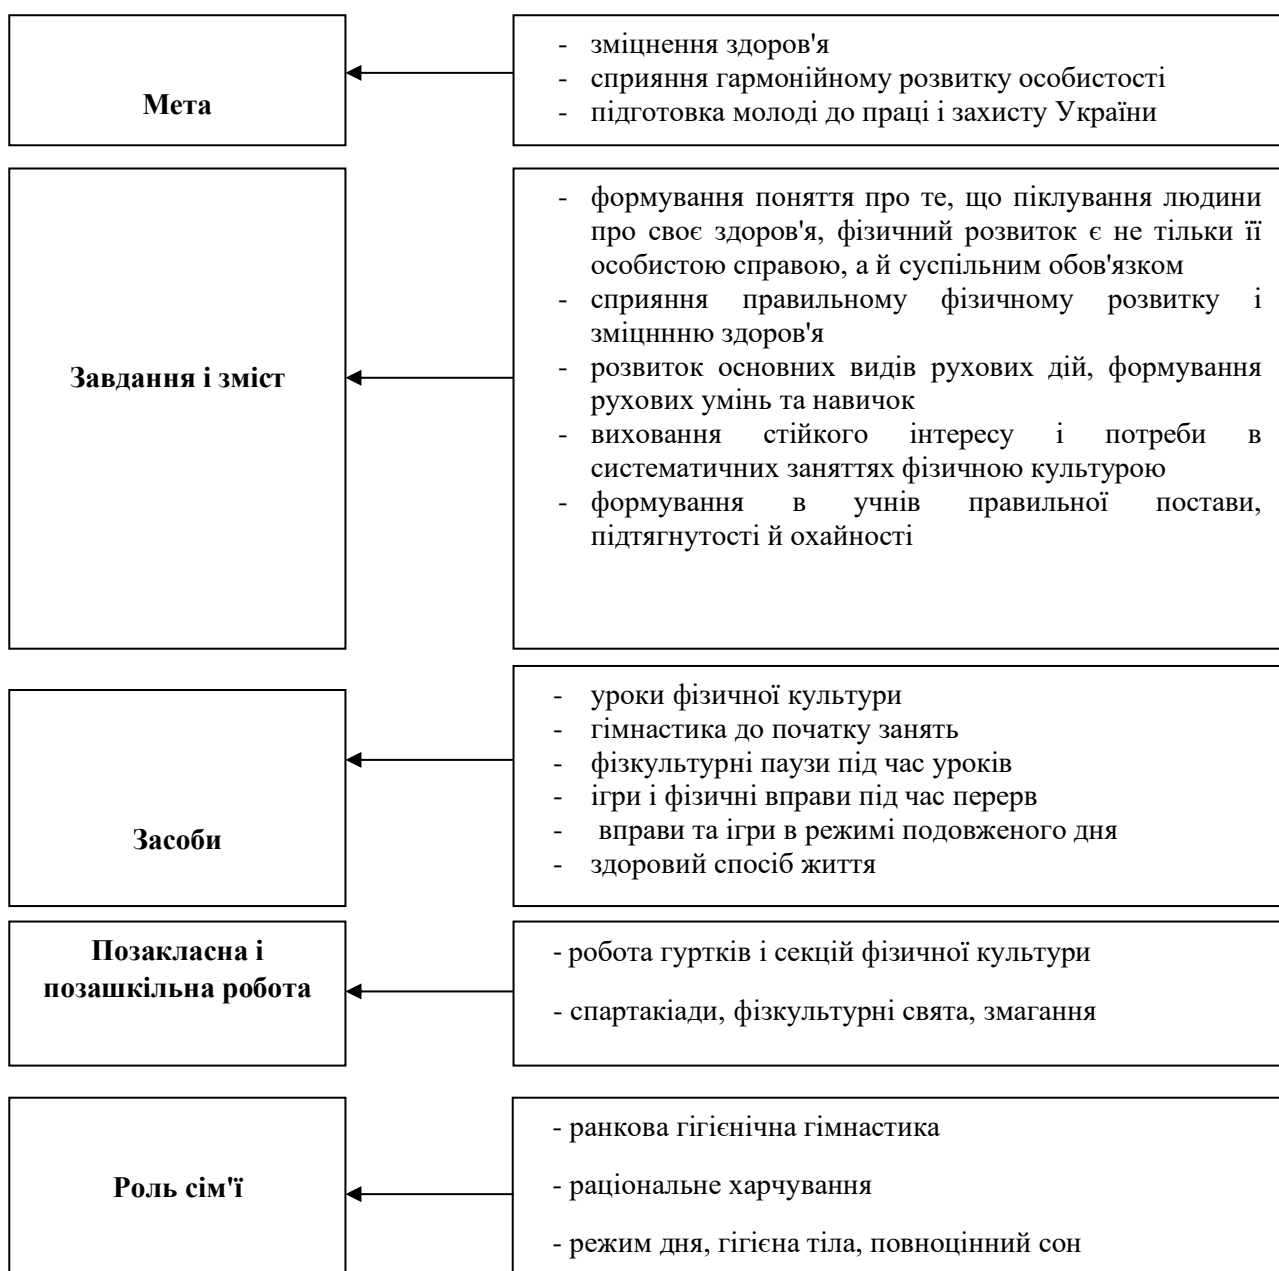 Мета
- зміцнення здоров'я
- сприяння гармонійному розвитку особистості
- підготовка молоді до праці і захисту України
Завдання і зміст
- формування поняття про те, що піклування людини
про своє здоров'я, фізичний розвиток є не тільки її
особистою справою, а й суспільним обов'язком
- сприяння правильному фізичному розвитку і
зміцннню здоров'я
- розвиток основних видів рухових дій, формування
рухових умінь та навичок
- виховання стійкого інтересу і потреби в
систематичних заняттях фізичною культурою
- формування в учнів правильної постави,
підтягнутості й охайності
Засоби
- уроки фізичної культури
- гімнастика до початку занять
- фізкультурні паузи під час уроків
- ігри і фізичні вправи під час перерв
- вправи та ігри в режимі подовженого дня
- здоровий спосіб життя
Позакласна і
позашкільна робота
- робота гуртків і секцій фізичної культури
- спартакіади, фізкультурні свята, змагання
Роль сім'ї
- ранкова гігієнічна гімнастика
- раціональне харчування
- режим дня, гігієна тіла, повноцінний сон